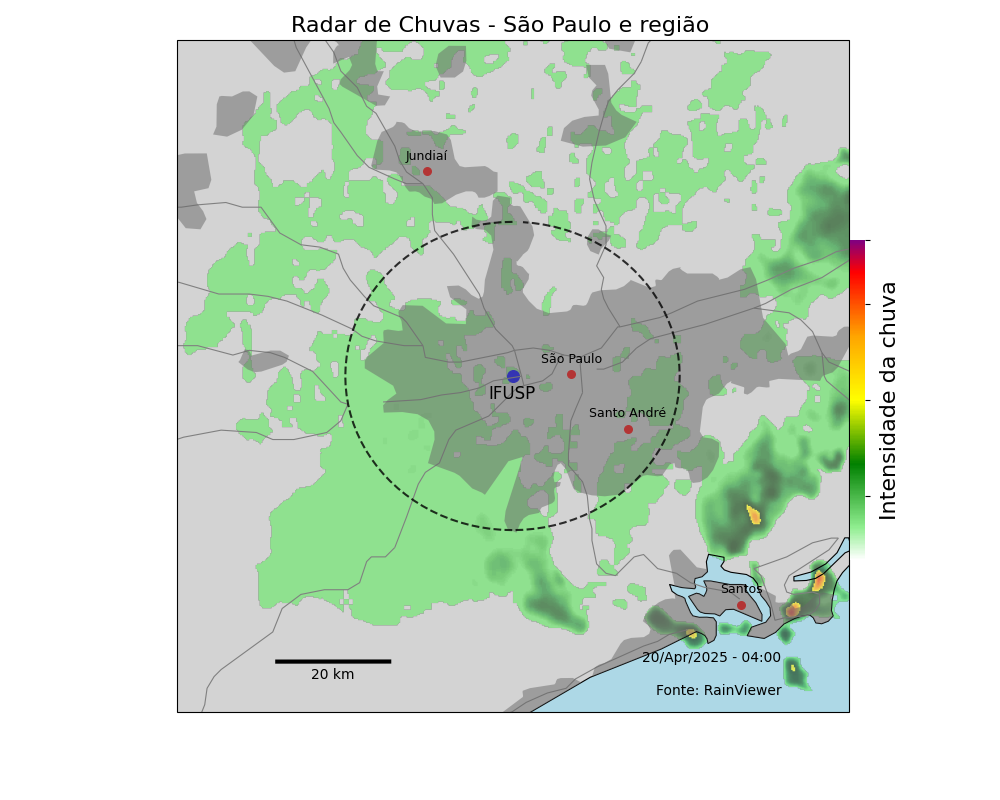 Radar de Chuvas - São Paulo e região
Jundiaí
São Paulo
IFUSP
Santo André
Santos
20/Apr/2025 - 04:00
20 km
Fonte: RainViewer
Intensidade da chuva